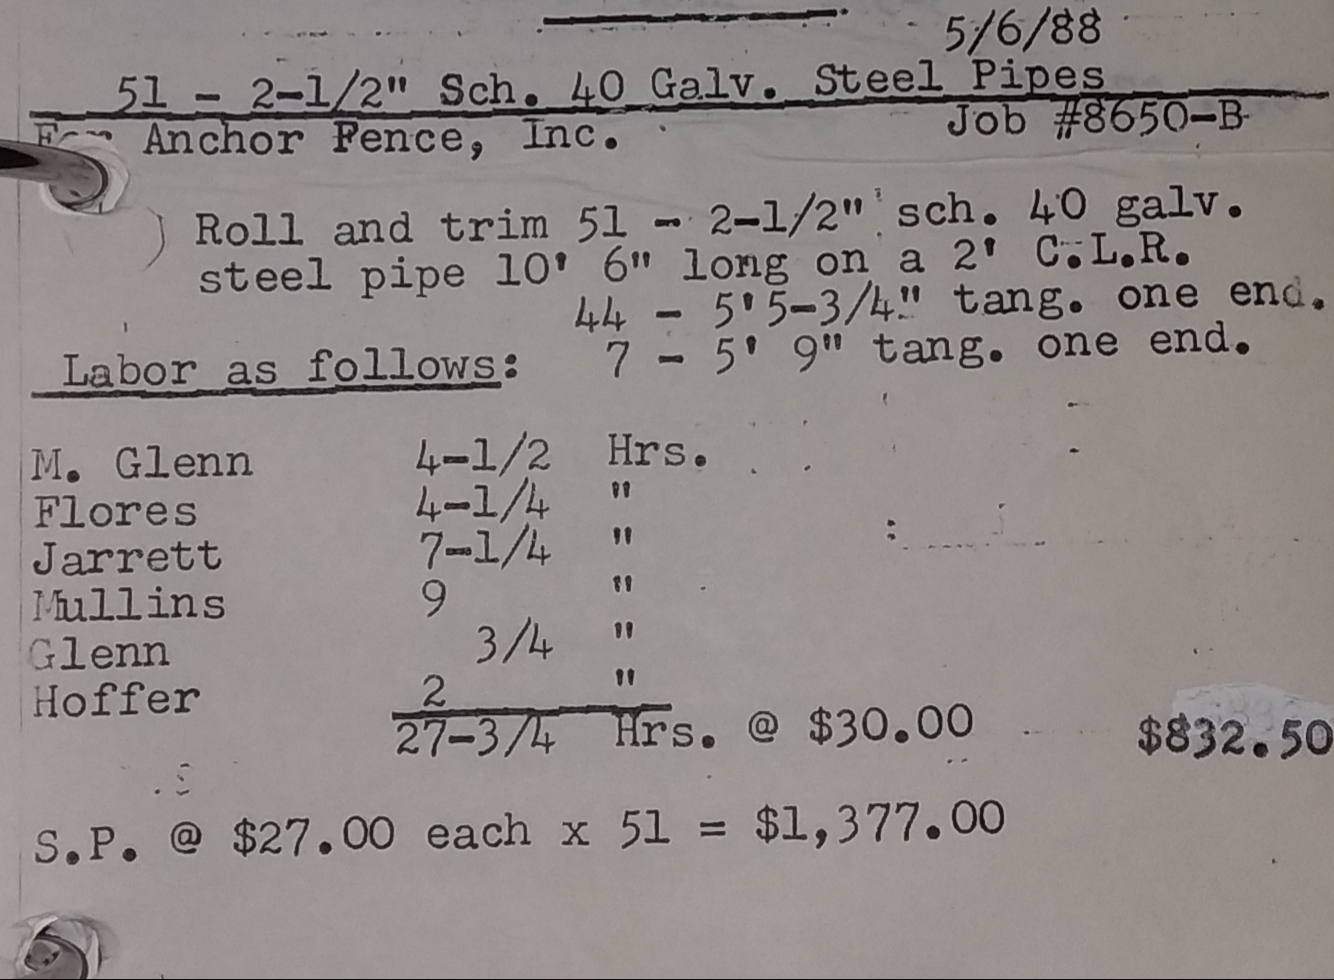 5/6/88
51 - 2-1/2" Sch. 40 Galv. Steel Pipes
For Anchor Fence, Inc. Job #8650-B
Roll and trim 51 - 2-1/2" sch. 40 galv.
steel pipe 10' 6" long on a 2' C.L.R.
44 - 5'5-3/4" tang. one end.
7 - 5' 9" tang. one end.
Labor as follows:
M. Glenn 4-1/2 Hrs.
Flores 4-1/4 "
Jarrett 7-1/4 "
Mullins 9 "
Glenn 3/4 "
Hoffer 2 "
27-3/4 Hrs. @ $30.00 $832.50
S.P. @ $27.00 each x 51 = $1,377.00